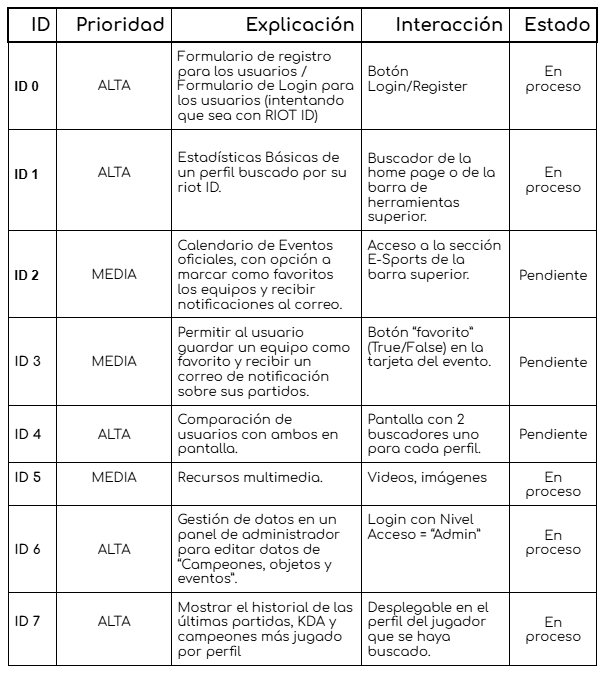 ID Prioridad Explicación Interacción Estado
ID 0
ALTA
Formulario de registro
para los usuarios /
Formulario de Login para
los usuarios (intentando
que sea con RIOT ID)
Botón
Login/Register
En
proceso
ID 1
ALTA
Estadísticas Básicas de
un perfil buscado por su
riot ID.
Buscador de la
home page o de la
barra de
herramientas
superior.
En
proceso
ID 2
MEDIA
Calendario de Eventos
oficiales, con opción a
marcar como favoritos
los equipos y recibir
notificaciones al correo.
Acceso a la sección
E-Sports de la
barra superior.
Pendiente
ID 3
MEDIA
Permitir al usuario
guardar un equipo como
favorito y recibir un
correo de notificación
sobre sus partidos.
Botón “favorito”
(True/False) en la
tarjeta del evento.
Pendiente
ID 4
ALTA
Comparación de
usuarios con ambos en
pantalla.
Pantalla con 2
buscadores uno
para cada perfil.
Pendiente
ID 5
MEDIA
Recursos multimedia.
Videos, imágenes
En
proceso
ID 6
ALTA
Gestión de datos en un
panel de administrador
para editar datos de
“Campeones, objetos y
eventos”.
Login con Nivel
Acceso = “Admin”
En
proceso
ID 7
ALTA
Mostrar el historial de las
últimas partidas, KDA y
campeones más jugado
por perfil
Desplegable en el
perfil del jugador
que se haya
buscado.
En
proceso